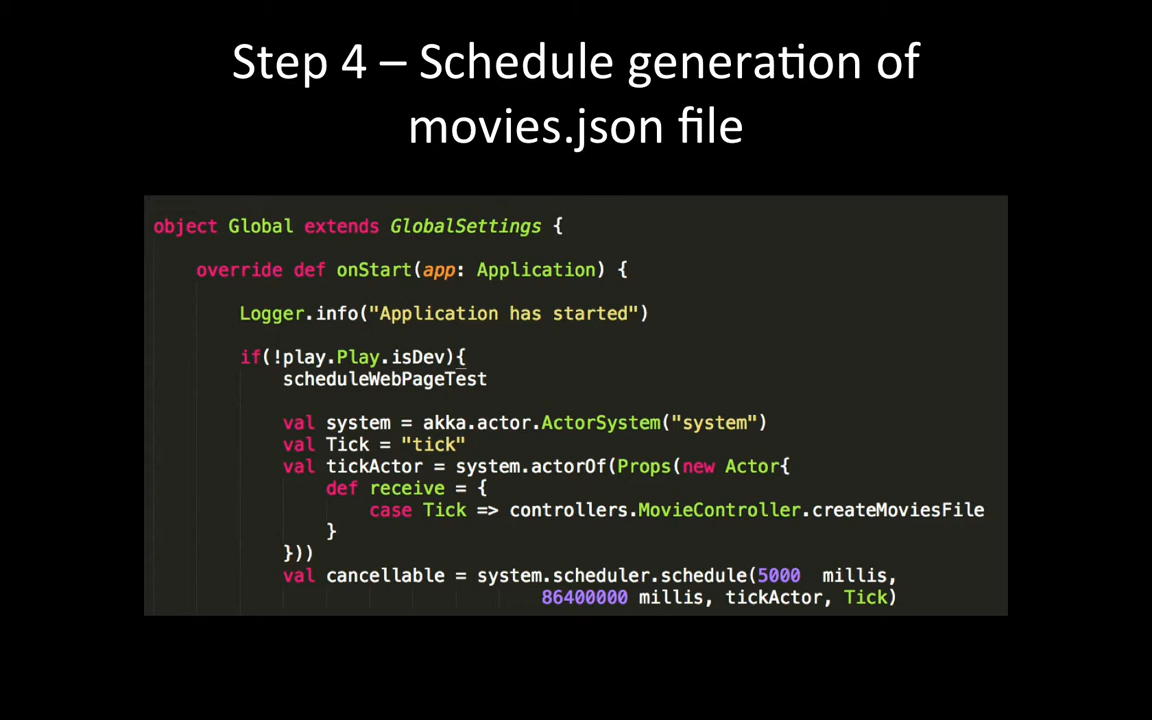 Step 4 – Schedule generation of
movies.json file
object Global extends GlobalSettings {
override def onStart(app: Application) {
Logger.info("Application has started")
if(!play.Play.isDev){
scheduleWebPageTest
val system = akka.actor.ActorSystem("system")
val Tick = "tick"
val tickActor = system.actorOf(Props(new Actor{
def receive = {
case Tick => controllers.MovieController.createMoviesFile
}
}))
val cancellable = system.scheduler.schedule(5000  millis,
86400000 millis, tickActor, Tick)